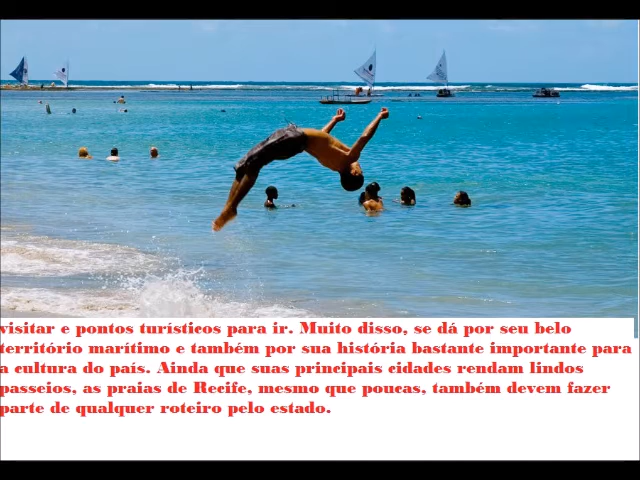 visitar e pontos turísticos para ir. Muito disso, se dá por seu belo
território marítimo e também por sua história bastante importante para
a cultura do país. Ainda que suas principais cidades rendam lindos
passeios, as praias de Recife, mesmo que poucas, também devem fazer
parte de qualquer roteiro pelo estado.